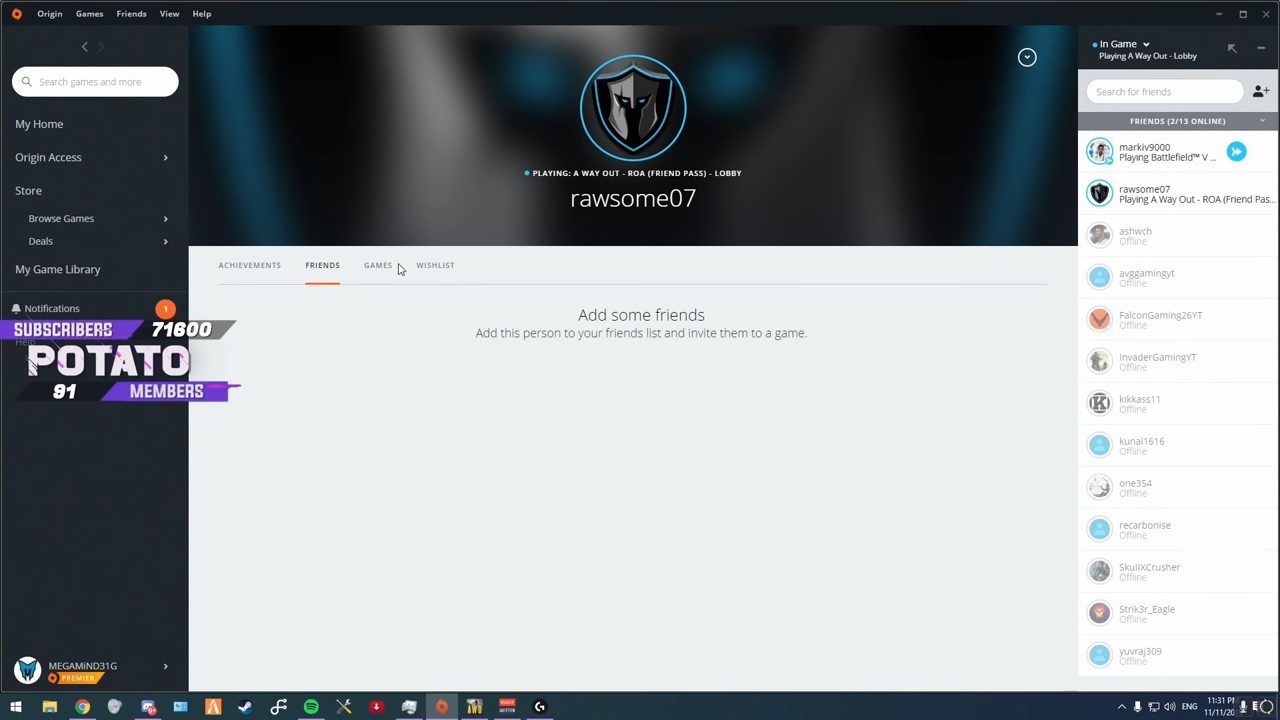 Origin Games Friends View Help
Search games and more
My Home
Origin Access
Store
Browse Games
Deals
My Game Library
Notifications 1
SUBSCRIBERS 71600
Help
POTATO
91 MEMBERS
MEGAMiND31G
PREMIER
PLAYING: A WAY OUT - ROA (FRIEND PASS) - LOBBY
rawsome07
ACHIEVEMENTS FRIENDS GAMES WISHLIST
Add some friends
Add this person to your friends list and invite them to a game.
In Game
Playing A Way Out - Lobby
Search for friends
FRIENDS (2/13 ONLINE)
markiv9000
Playing Battlefield™ V ...
rawsome07
Playing A Way Out - ROA (Friend Pas...
ashwch
Offline
avggamingyt
Offline
FalconGaming26YT
Offline
InvaderGamingYT
Offline
kikkass11
Offline
kunal1616
Offline
one354
Offline
recarbonise
Offline
SkullXCrusher
Offline
Strik3r_Eagle
Offline
yuvraj309
Offline
ENG
11:31 PM